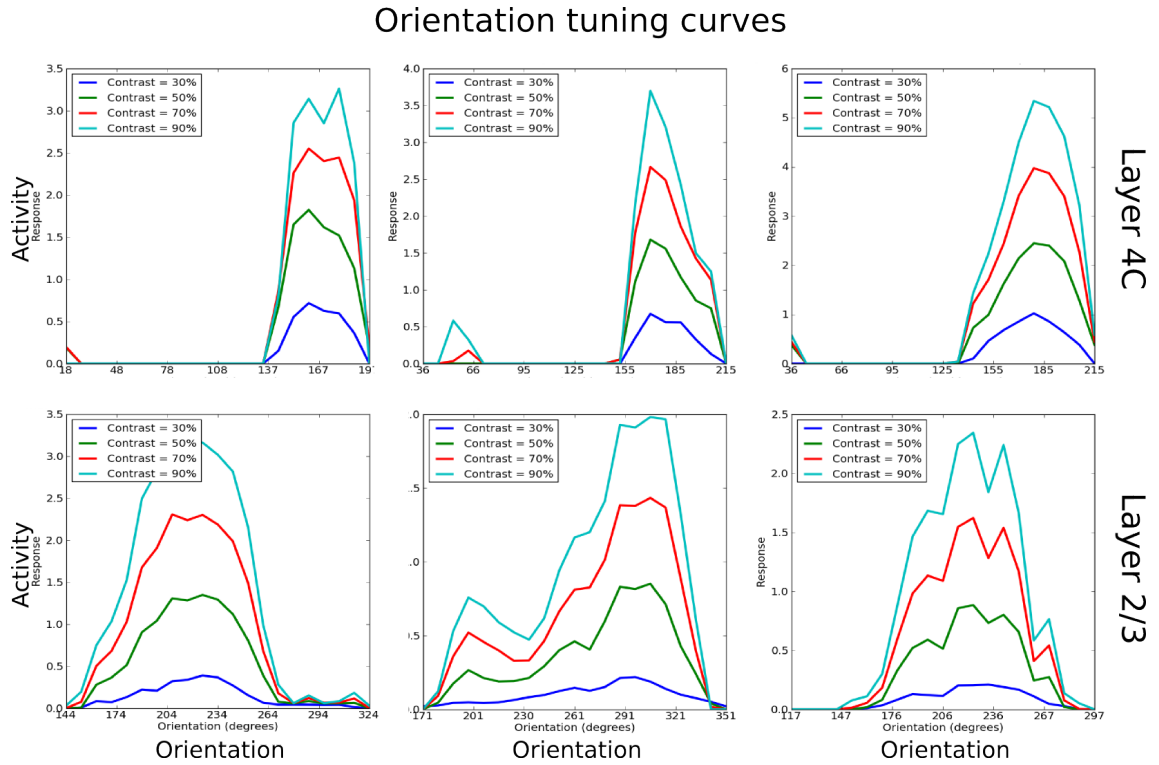 Orientation tuning curves
3.5
3.0
2.5
2.0
1.5
1.0
0.5
0.0
Activity
Response
Contrast = 30%
Contrast = 50%
Contrast = 70%
Contrast = 90%
18 48 78 108 137 167 19
4.0
3.5
3.0
2.5
2.0
1.5
1.0
0.5
0.0
Response
Contrast = 30%
Contrast = 50%
Contrast = 70%
Contrast = 90%
36 66 95 125 155 185 215
6
5
4
3
2
1
0
Response
Contrast = 30%
Contrast = 50%
Contrast = 70%
Contrast = 90%
36 66 95 125 155 185 215
Layer 4C
3.5
3.0
2.5
2.0
1.5
1.0
0.5
0.0
Activity
Response
Contrast = 30%
Contrast = 50%
Contrast = 70%
Contrast = 90%
144 174 204 234 264 294 324
Orientation (degrees)
Orientation
.0
.5
.0
.5
.0
Contrast = 30%
Contrast = 50%
Contrast = 70%
Contrast = 90%
171 201 230 261 291 321 351
Orientation (degrees)
Orientation
2.5
2.0
1.5
1.0
0.5
0.0
Response
Contrast = 30%
Contrast = 50%
Contrast = 70%
Contrast = 90%
117 147 176 206 236 267 297
Orientation (degrees)
Orientation
Layer 2/3